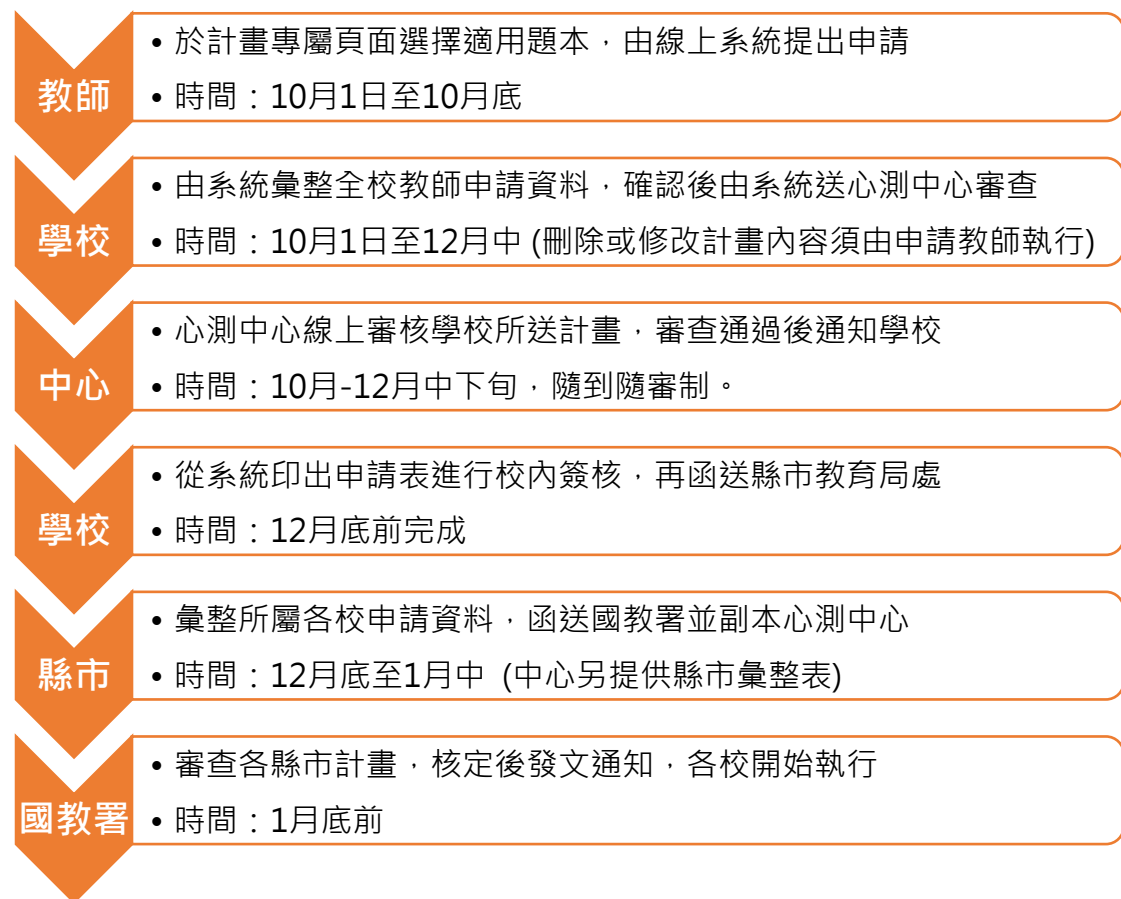 教師
• 於計畫專屬頁面選擇適用題本，由線上系統提出申請
• 時間：10月1日至10月底
學校
• 由系統彙整全校教師申請資料，確認後由系統送心測中心審查
• 時間：10月1日至12月中 (刪除或修改計畫內容須由申請教師執行)
中心
• 心測中心線上審核學校所送計畫，審查通過後通知學校
• 時間：10月-12月中下旬，隨到隨審制。
學校
• 從系統印出申請表進行校內簽核，再函送縣市教育局處
• 時間：12月底前完成
縣市
• 彙整所屬各校申請資料，函送國教署並副本心測中心
• 時間：12月底至1月中 (中心另提供縣市彙整表)
國教署
• 審查各縣市計畫，核定後發文通知，各校開始執行
• 時間：1月底前